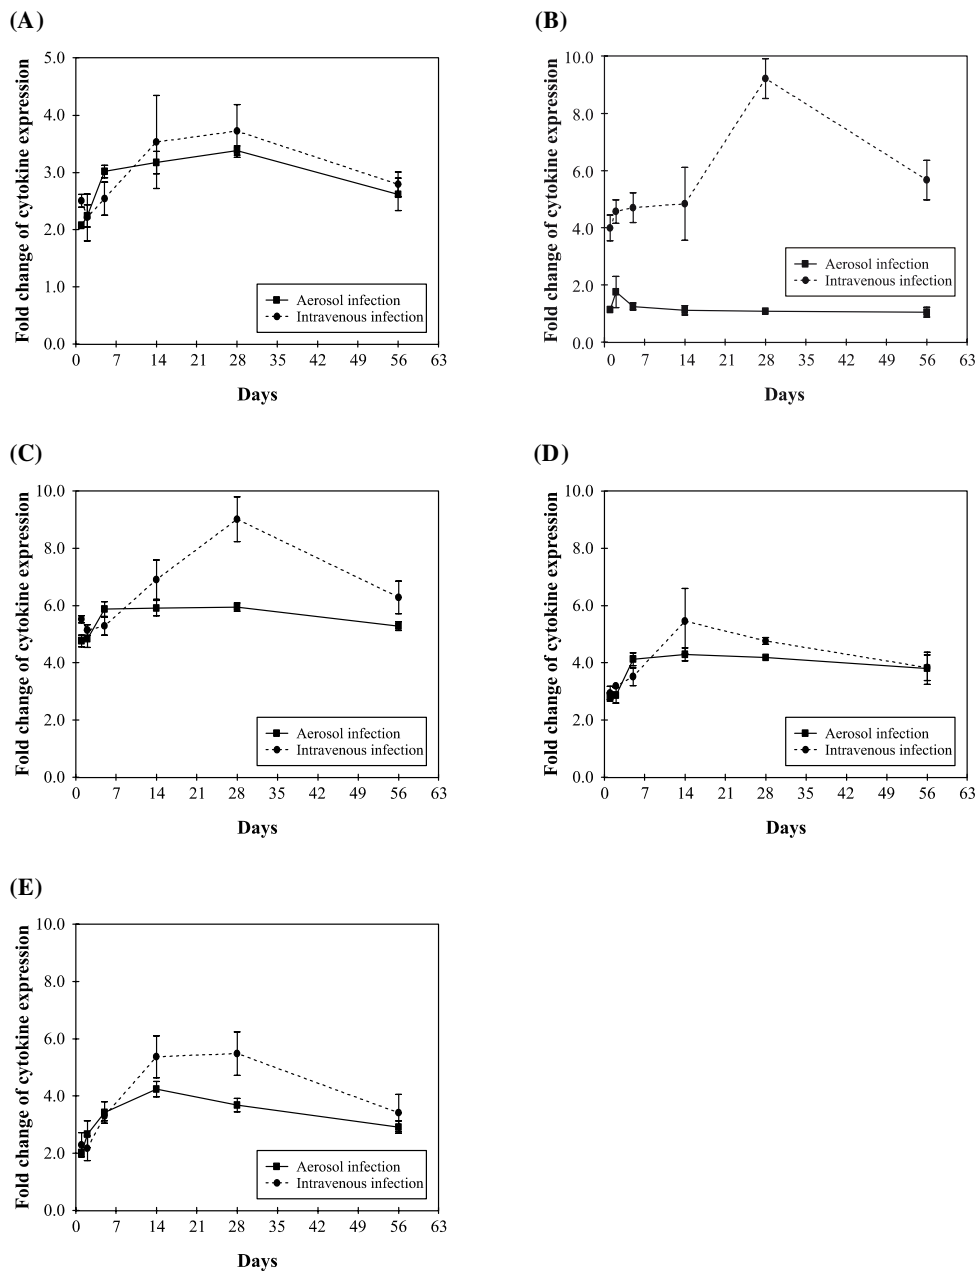 (A)
Fold change of cytokine expression
5.0
4.0
3.0
2.0
1.0
0.0
Aerosol infection
Intravenous infection
0 7 14 21 28 35 42 49 56 63
Days
(B)
Fold change of cytokine expression
10.0
8.0
6.0
4.0
2.0
0.0
Aerosol infection
Intravenous infection
0 7 14 21 28 35 42 49 56 63
Days
(C)
Fold change of cytokine expression
10.0
8.0
6.0
4.0
2.0
0.0
Aerosol infection
Intravenous infection
0 7 14 21 28 35 42 49 56 63
Days
(D)
Fold change of cytokine expression
10.0
8.0
6.0
4.0
2.0
0.0
Aerosol infection
Intravenous infection
0 7 14 21 28 35 42 49 56 63
Days
(E)
Fold change of cytokine expression
10.0
8.0
6.0
4.0
2.0
0.0
Aerosol infection
Intravenous infection
0 7 14 21 28 35 42 49 56 63
Days